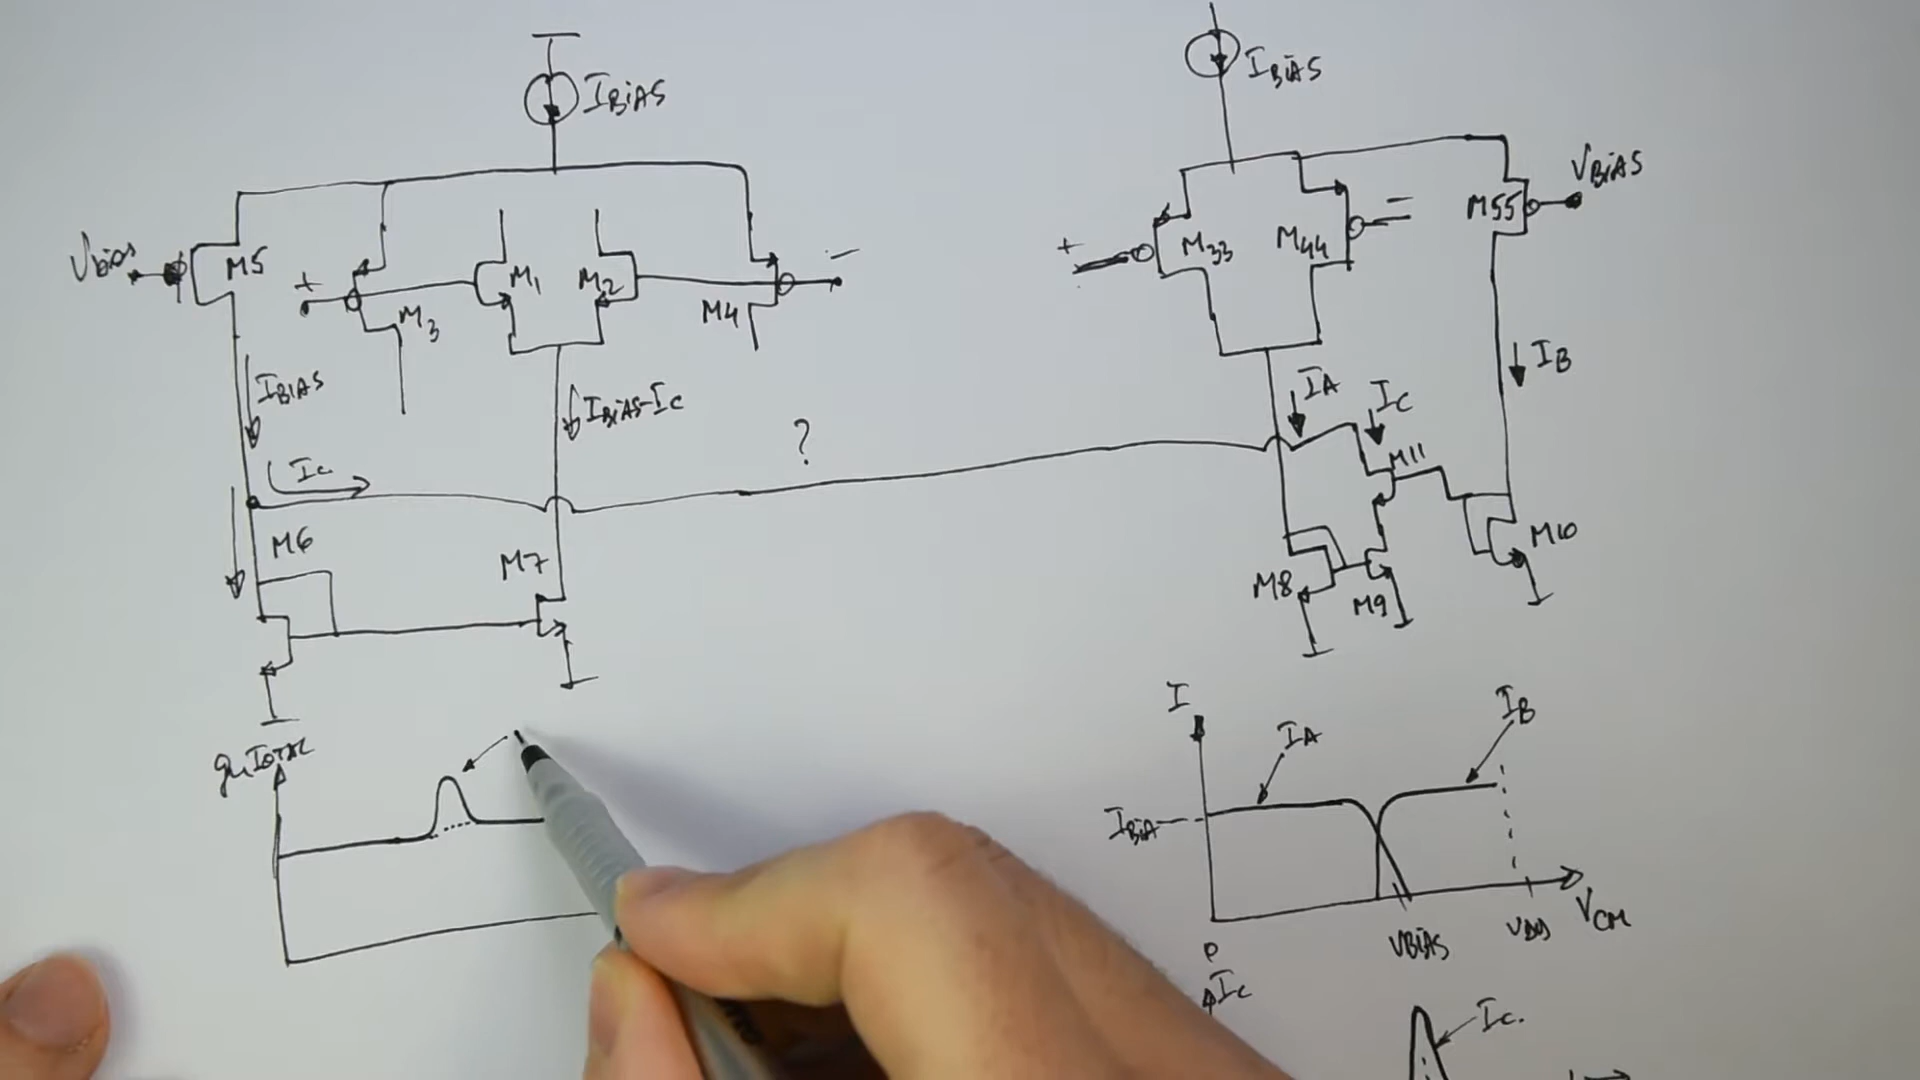 IBIAS
IBIAS
VBIAS
M55
Vbias
M5
+
M3
M1
M2
M4
-
+
M33
M44
-
IBIAS
IBIAS-IC
IC
?
IA
IC
IB
M11
M6
M7
M8
M9
M10
gm TOTAL
I
IA
IB
IBIA
VBIAS
VDD
VCM
IC
IC.